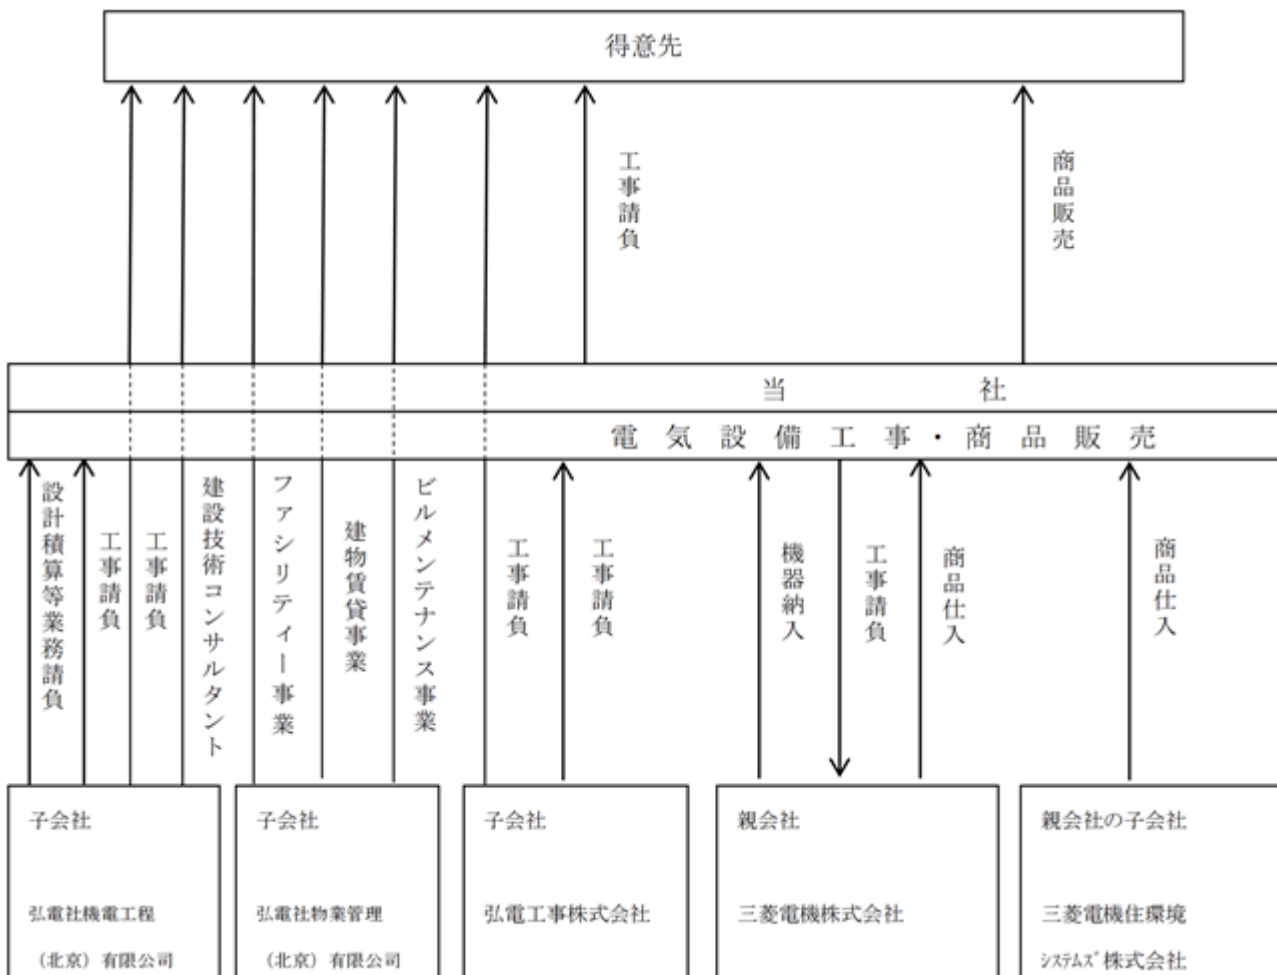 得意先
工事請負
商品販売
当社
電気設備工事・商品販売
設計積算等業務請負
工事請負
工事請負
建設技術コンサルタント
ファシリティー事業
建物賃貸事業
ビルメンテナンス事業
工事請負
工事請負
機器納入
工事請負
商品仕入
商品仕入
子会社
弘電社機電工程
（北京）有限公司
子会社
弘電社物業管理
（北京）有限公司
子会社
弘電工事株式会社
親会社
三菱電機株式会社
親会社の子会社
三菱電機住環境
ｼｽﾃﾑｽﾞ株式会社